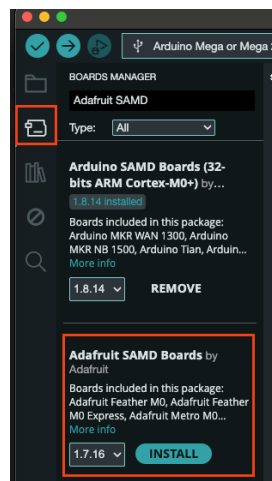 Arduino Mega or Mega
BOARDS MANAGER
Adafruit SAMD
Type: All
Arduino SAMD Boards (32-
bits ARM Cortex-M0+) by...
1.8.14 installed
Boards included in this package:
Arduino MKR WAN 1300, Arduino
MKR NB 1500, Arduino Tian, Arduin...
More info
1.8.14 REMOVE
Adafruit SAMD Boards by
Adafruit
Boards included in this package:
Adafruit Feather M0, Adafruit Feather
M0 Express, Adafruit Metro M0...
More info
1.7.16 INSTALL